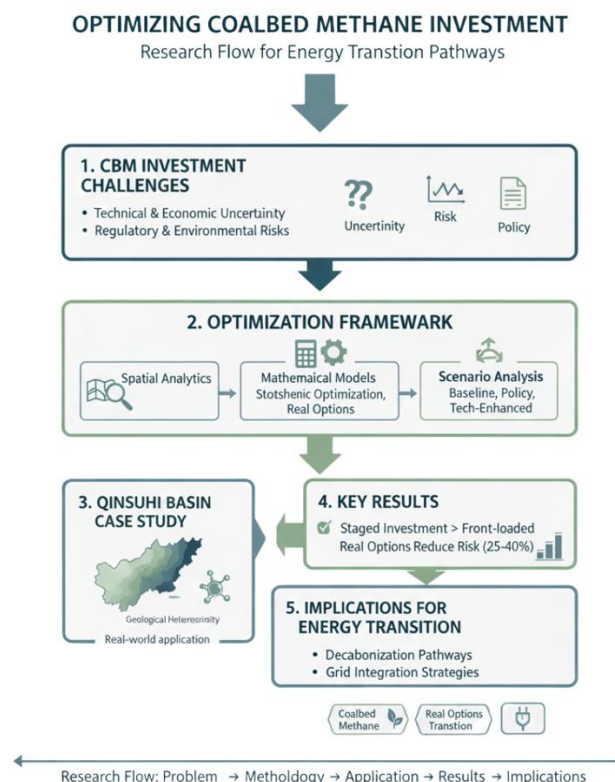 OPTIMIZING COALBED METHANE INVESTMENT
Research Flow for Energy Transtion Pathways
1. CBM INVESTMENT
CHALLENGES
• Technical & Economic Uncertainty
• Regulatory & Environmental Risks
??
Uncertinity
Risk
Policy
2. OPTIMIZATION FRAMEWARK
Spatial Analytics
Mathemaical Models
Stotshenic Optimization,
Real Options
Scenario Analysis
Baseline, Policy,
Tech-Enhanced
3. QINSUHI BASIN
CASE STUDY
Geological Heteresrinity
Real-world application
4. KEY RESULTS
Staged Investment > Front-loaded
Real Options Reduce Risk (25-40%)
5. IMPLICATIONS FOR
ENERGY TRANSITION
• Decabonization Pathways
• Grid Integration Strategies
Coalbed
Methane
Real Options
Transtion
Research Flow: Problem → Metholdogy → Application → Results → Implications